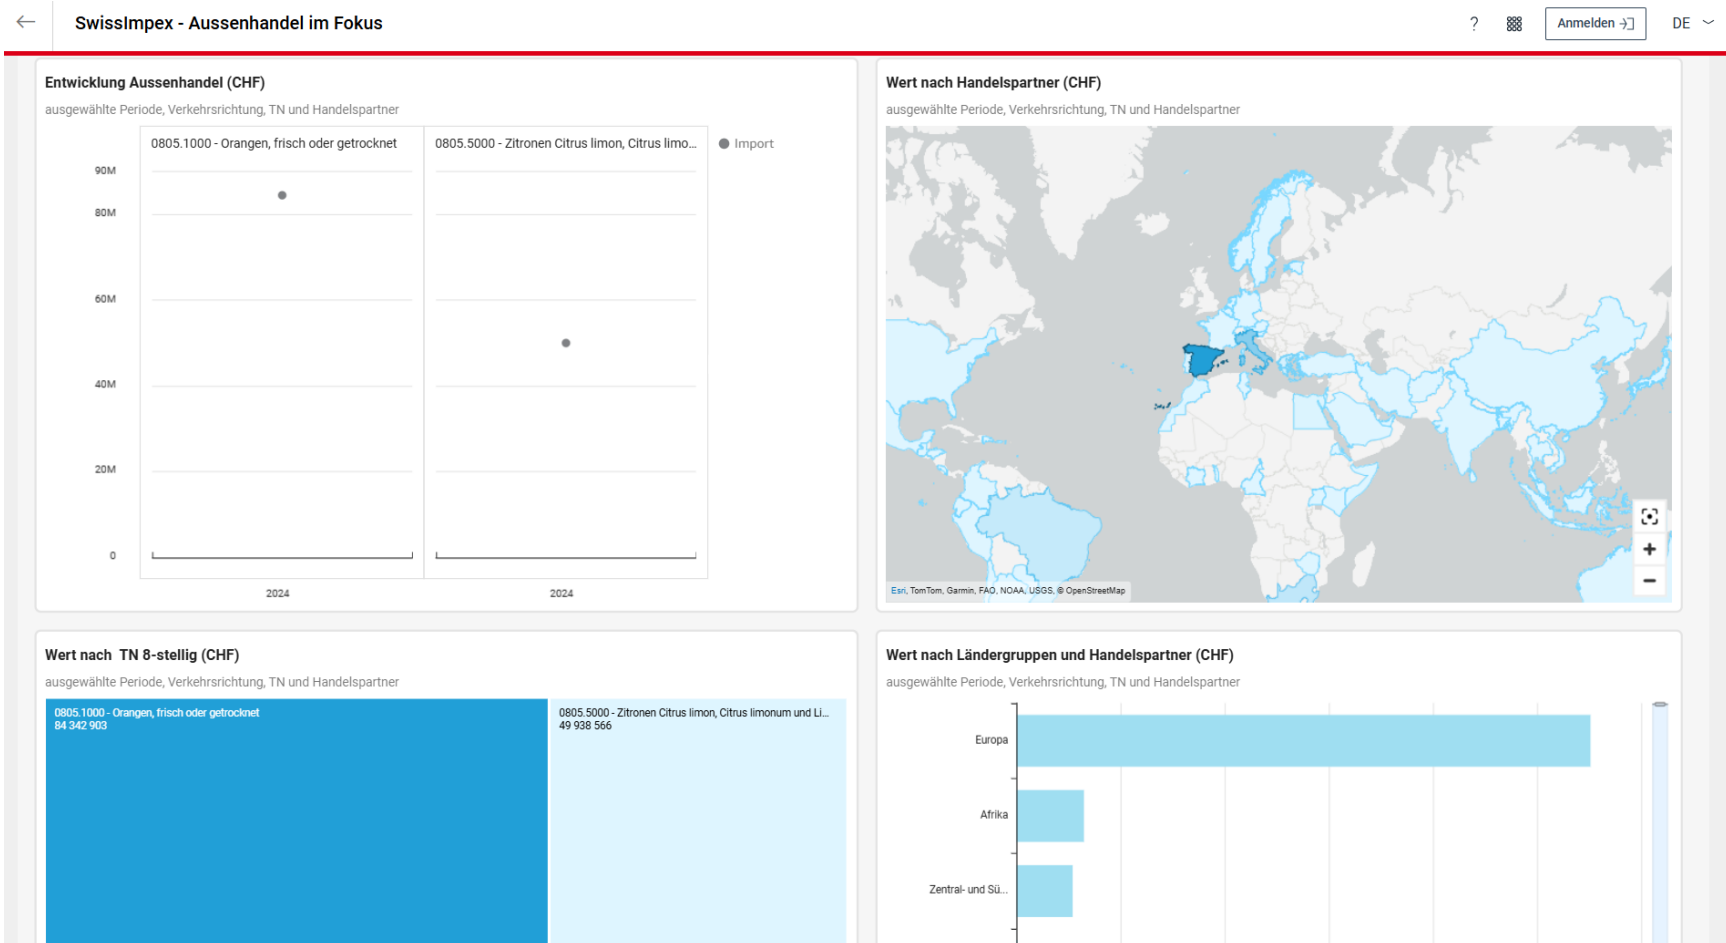 SwissImpex - Aussenhandel im Fokus
?
Anmelden
DE
Entwicklung Aussenhandel (CHF)
ausgewählte Periode, Verkehrsrichtung, TN und Handelspartner
0805.1000 - Orangen, frisch oder getrocknet
0805.5000 - Zitronen Citrus limon, Citrus limo...
Import
90M
80M
60M
40M
20M
0
2024
2024
Wert nach Handelspartner (CHF)
ausgewählte Periode, Verkehrsrichtung, TN und Handelspartner
+
−
Esri, TomTom, Garmin, FAO, NOAA, USGS, © OpenStreetMap
Wert nach  TN 8-stellig (CHF)
ausgewählte Periode, Verkehrsrichtung, TN und Handelspartner
0805.1000 - Orangen, frisch oder getrocknet
84 342 903
0805.5000 - Zitronen Citrus limon, Citrus limonum und Li...
49 938 566
Wert nach Ländergruppen und Handelspartner (CHF)
ausgewählte Periode, Verkehrsrichtung, TN und Handelspartner
Europa
Afrika
Zentral- und Sü...